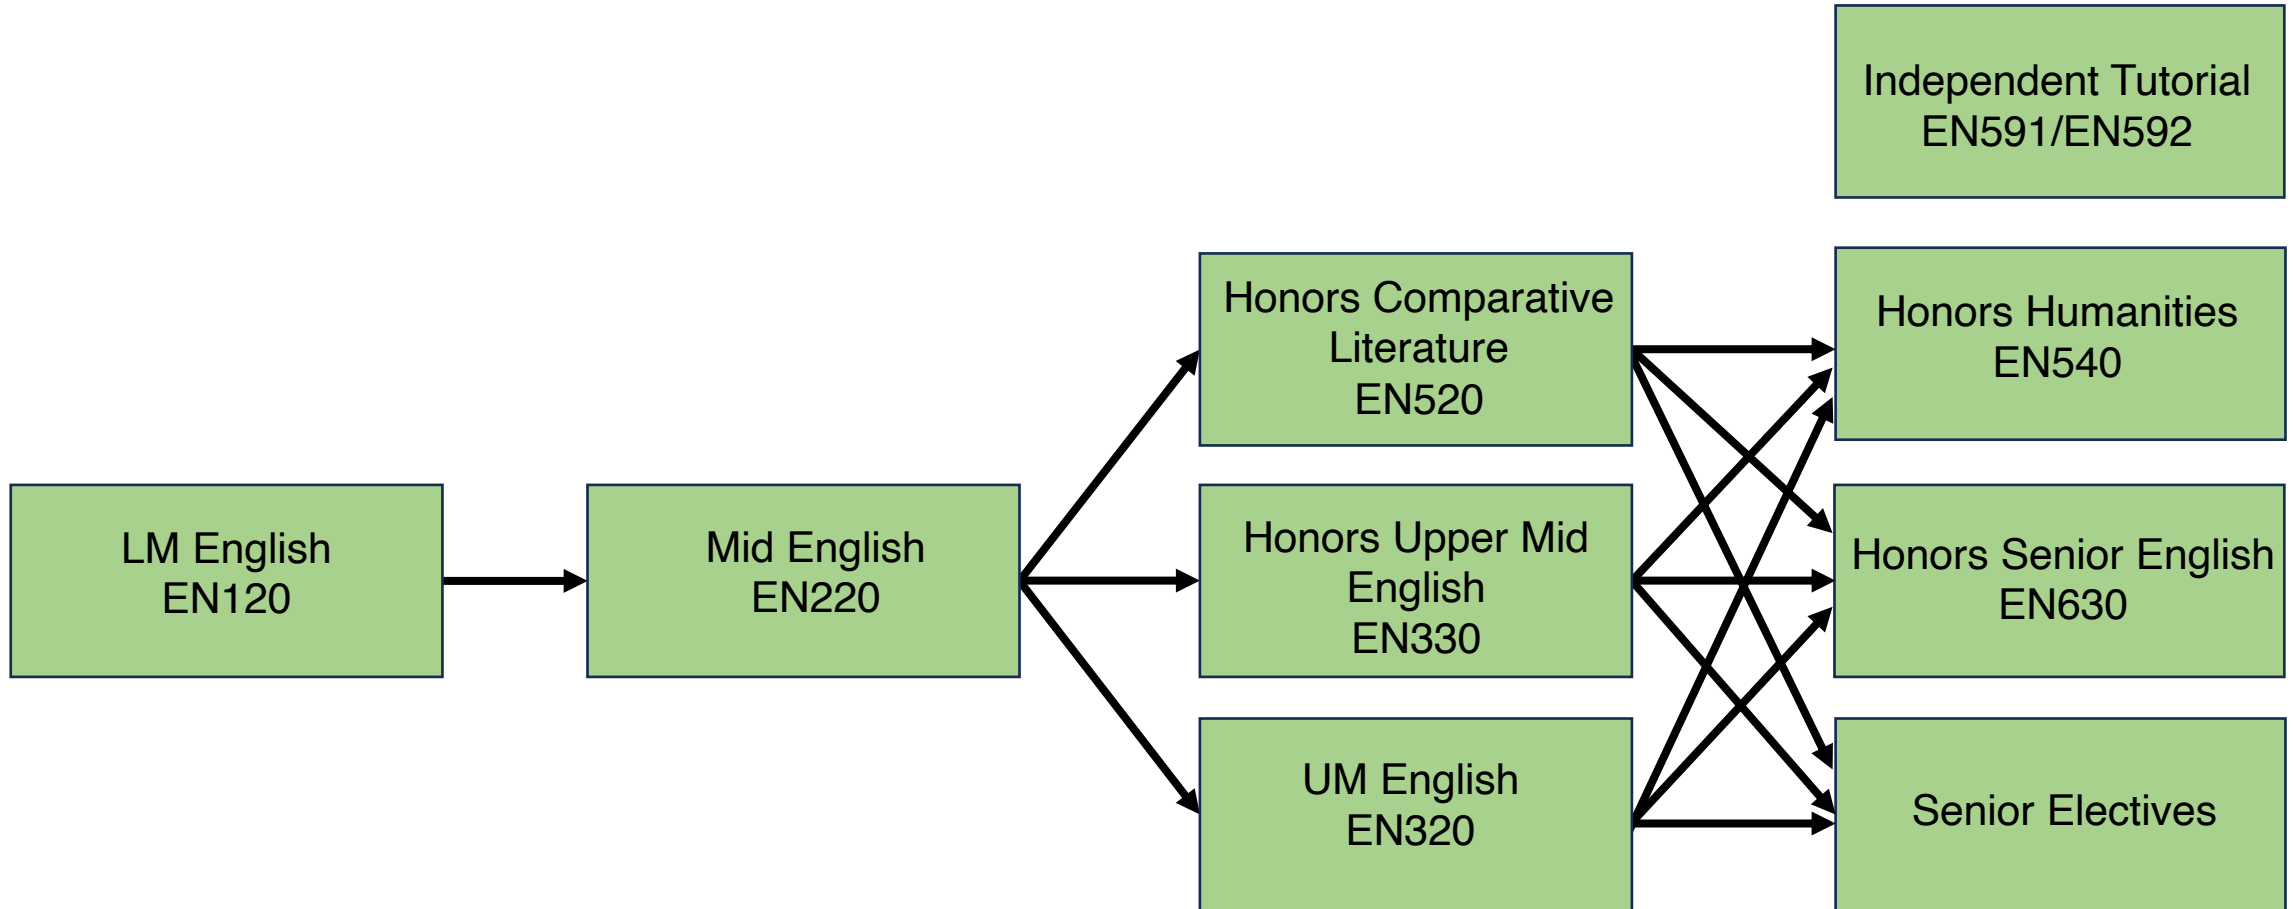 Independent Tutorial
EN591/EN592
Honors Comparative
Literature
EN520
Honors Humanities
EN540
LM English
EN120
Mid English
EN220
Honors Upper Mid
English
EN330
Honors Senior English
EN630
UM English
EN320
Senior Electives